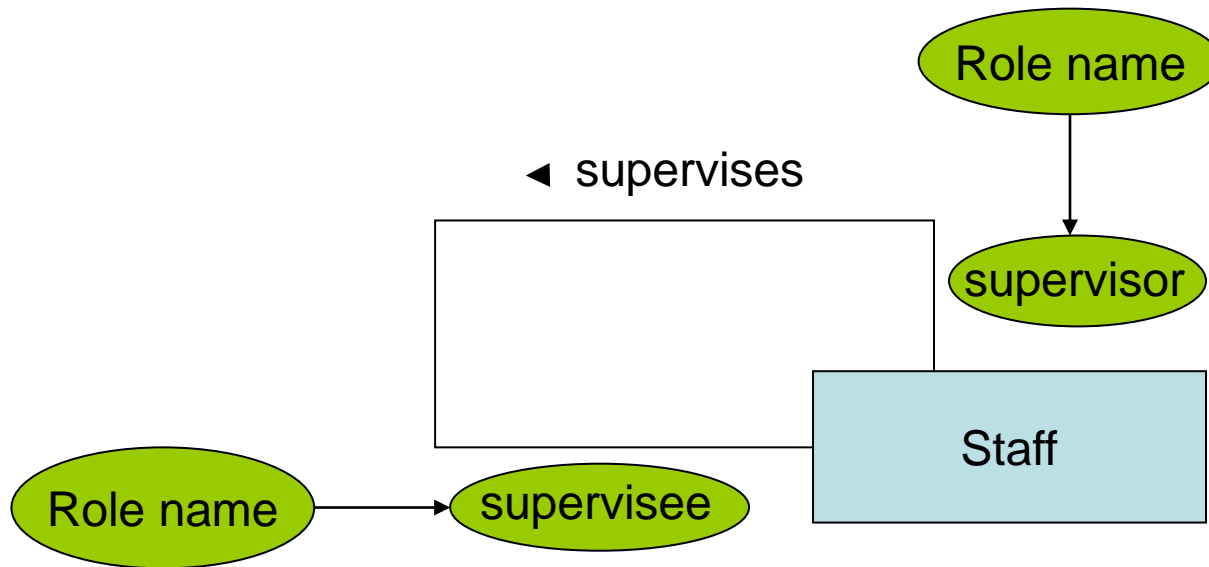 Role name
◄ supervises
supervisor
Staff
Role name
supervisee